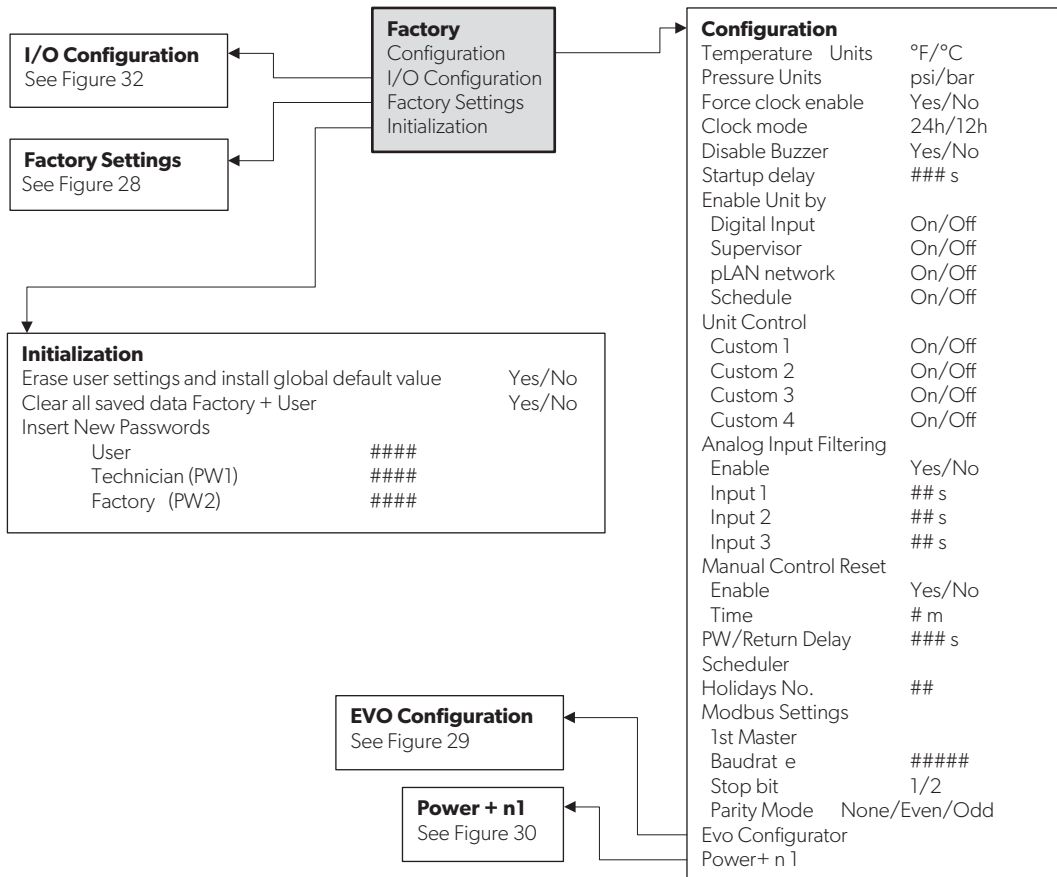 Factory
Configuration
I/O Configuration
Factory Settings
Initialization
I/O Configuration
See Figure 32
Factory Settings
See Figure 28
Initialization
Erase user settings and install global default value Yes/No
Clear all saved data Factory + User Yes/No
Insert New Passwords
User ####
Technician (PW1) ####
Factory (PW2) ####
Configuration
Temperature Units °F/°C
Pressure Units psi/bar
Force clock enable Yes/No
Clock mode 24h/12h
Disable Buzzer Yes/No
Startup delay ### s
Enable Unit by
Digital Input On/Off
Supervisor On/Off
pLAN network On/Off
Schedule On/Off
Unit Control
Custom 1 On/Off
Custom 2 On/Off
Custom 3 On/Off
Custom 4 On/Off
Analog Input Filtering
Enable Yes/No
Input 1 ## s
Input 2 ## s
Input 3 ## s
Manual Control Reset
Enable Yes/No
Time # m
PW/Return Delay ### s
Scheduler
Holidays No. ##
Modbus Settings
1st Master
Baudrat e #####
Stop bit 1/2
Parity Mode None/Even/Odd
Evo Configurator
Power+ n 1
EVO Configuration
See Figure 29
Power + n1
See Figure 30